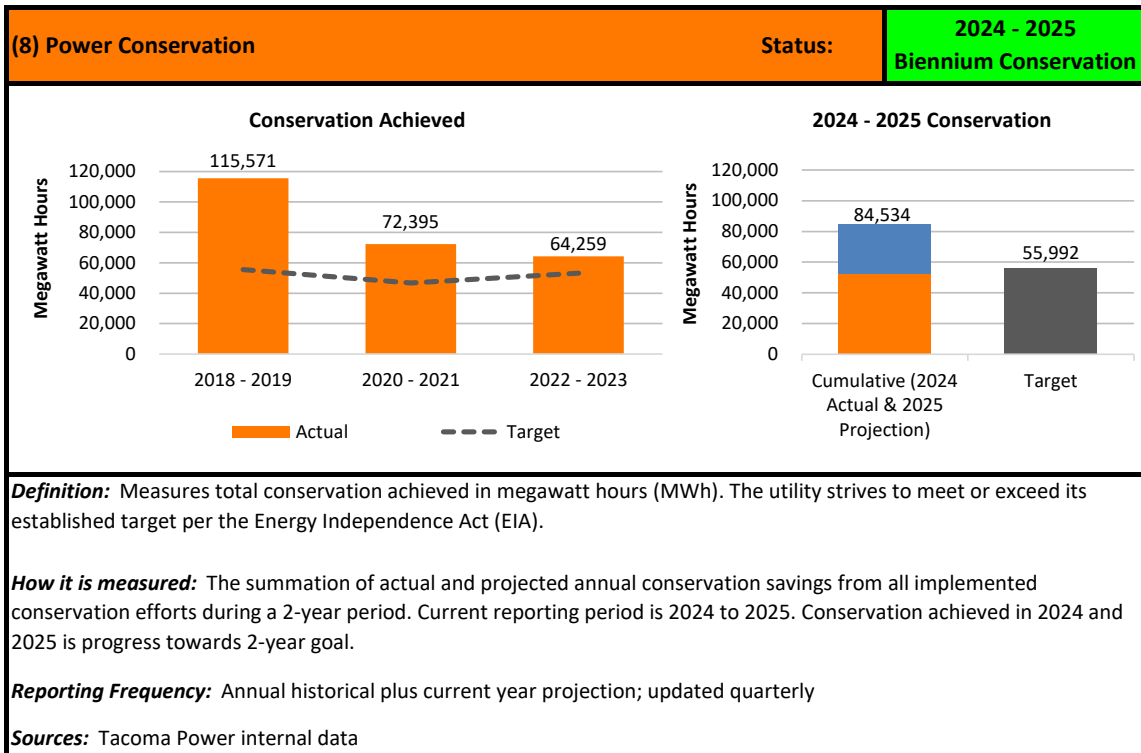 (8) Power Conservation Status: 2024 - 2025
Biennium Conservation
Conservation Achieved
Megawatt Hours
120,000
100,000
80,000
60,000
40,000
20,000
0
115,571
72,395
64,259
2018 - 2019 2020 - 2021 2022 - 2023
Actual Target
2024 - 2025 Conservation
Megawatt Hours
120,000
100,000
80,000
60,000
40,000
20,000
0
84,534
55,992
Cumulative (2024
Actual & 2025
Projection)
Target
Definition: Measures total conservation achieved in megawatt hours (MWh). The utility strives to meet or exceed its
established target per the Energy Independence Act (EIA).
How it is measured: The summation of actual and projected annual conservation savings from all implemented
conservation efforts during a 2-year period. Current reporting period is 2024 to 2025. Conservation achieved in 2024 and
2025 is progress towards 2-year goal.
Reporting Frequency: Annual historical plus current year projection; updated quarterly
Sources: Tacoma Power internal data